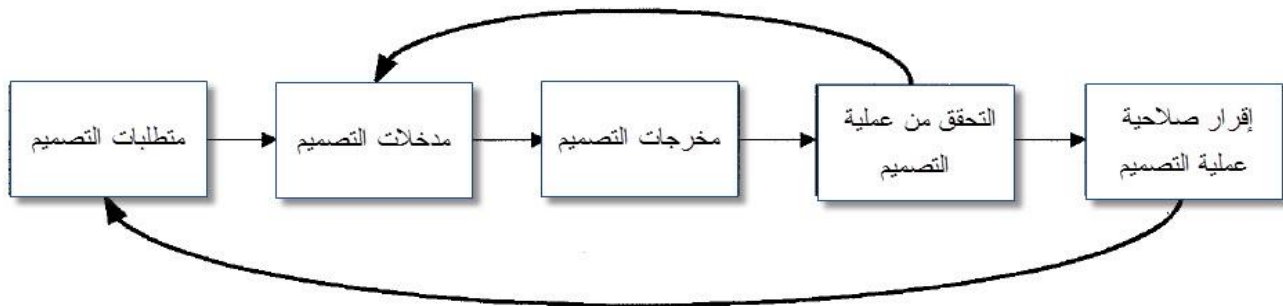 متطلبات التصميم
مدخلات التصميم
مخرجات التصميم
التحقق من عملية
التصميم
إقرار صلاحية
عملية التصميم